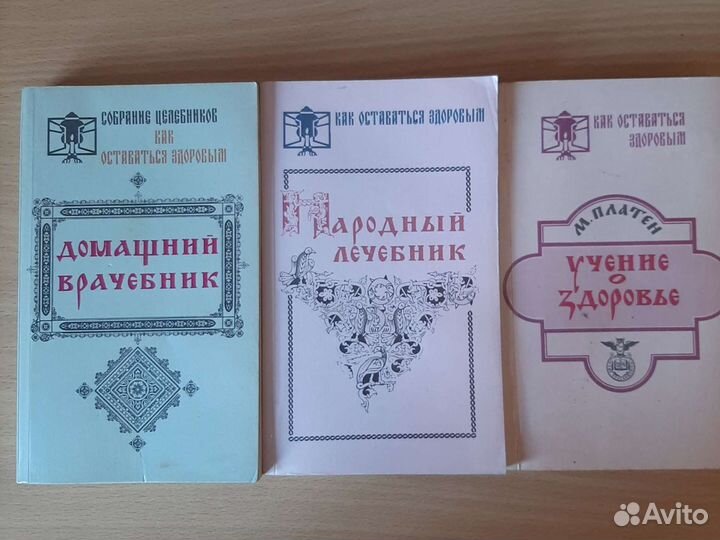 СОБРАНИЕ ЦЕЛЕБНИКОВ
КАК
ОСТАВАТЬСЯ ЗДОРОВЫМ
ДОМАШНИЙ
ВРАЧЕБНИК
КАК ОСТАВАТЬСЯ ЗДОРОВЫМ
НАРОДНЫЙ
ЛЕЧЕБНИК
КАК ОСТАВАТЬСЯ
ЗДОРОВЫМ
М. ПЛАТЕН
УЧЕНИЕ
О
ЗДОРОВЬЕ
Avito